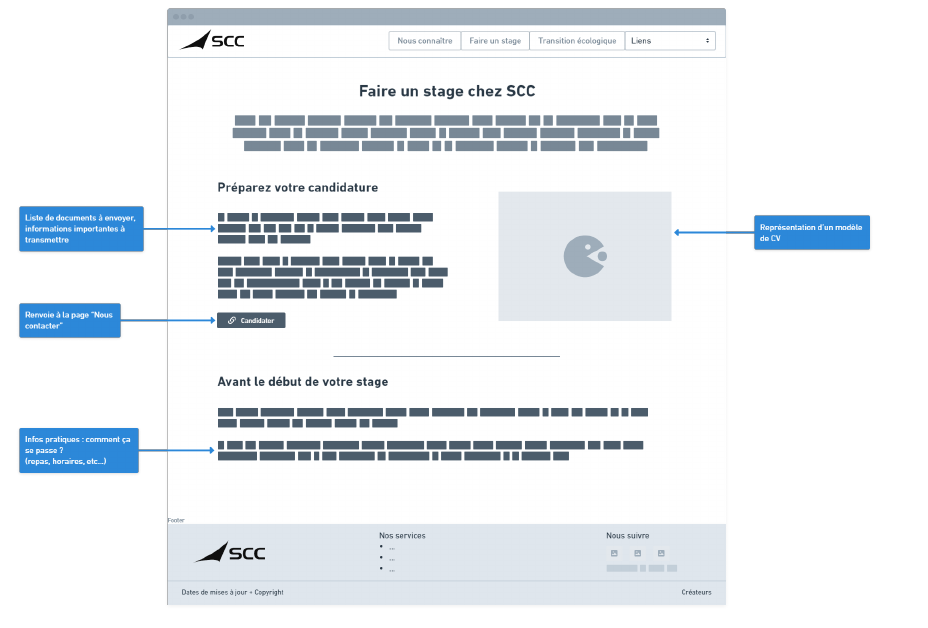 SCC
Nous connaître
Faire un stage
Transition écologique
Liens
Faire un stage chez SCC
Préparez votre candidature
Liste de documents à envoyer,
informations importantes à
transmettre
Représentation d'un modèle
de CV
Renvoie à la page "Nous
contacter"
Candidater
Avant le début de votre stage
Infos pratiques : comment ça
se passe ?
(repas, horaires, etc...)
Footer
SCC
Nos services
...
...
...
Nous suivre
Dates de mises à jour + Copyright
Créateurs